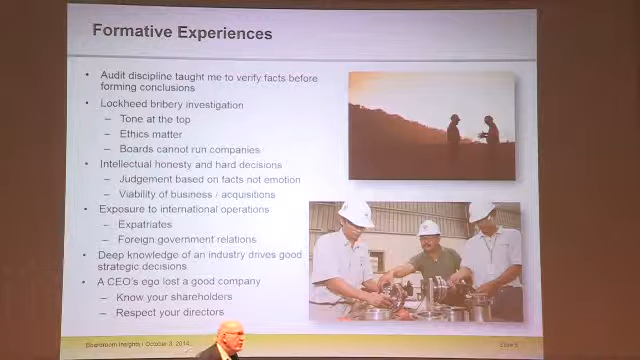 Formative Experiences
• Audit discipline taught me to verify facts before
forming conclusions
• Lockheed bribery investigation
– Tone at the top
– Ethics matter
– Boards cannot run companies
• Intellectual honesty and hard decisions
– Judgement based on facts not emotion
– Viability of business / acquisitions
• Exposure to international operations
– Expatriates
– Foreign government relations
• Deep knowledge of an industry drives good
strategic decisions
• A CEO's ego lost a good company
– Know your shareholders
– Respect your directors
Boardroom Insights / October 3, 2014
Slide